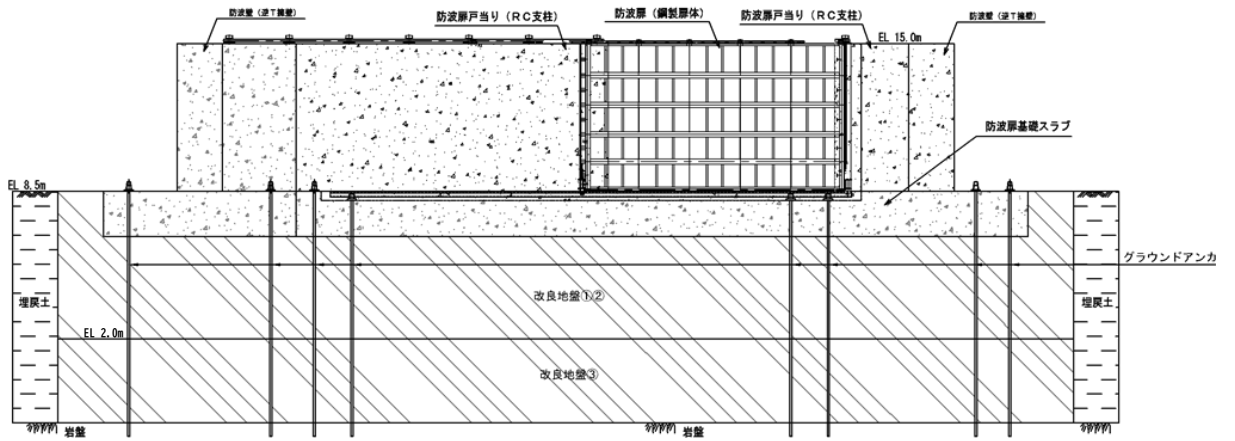 防波壁（逆Ｔ擁壁）
防波扉戸当り（ＲＣ支柱）
防波扉（鋼製扉体）
防波扉戸当り（ＲＣ支柱）
防波壁（逆Ｔ擁壁）
EL 15.0m
防波扉基礎スラブ
EL 8.5m
グラウンドアンカ
改良地盤①②
埋戻土
埋戻土
EL 2.0m
改良地盤③
岩盤
岩盤
岩盤